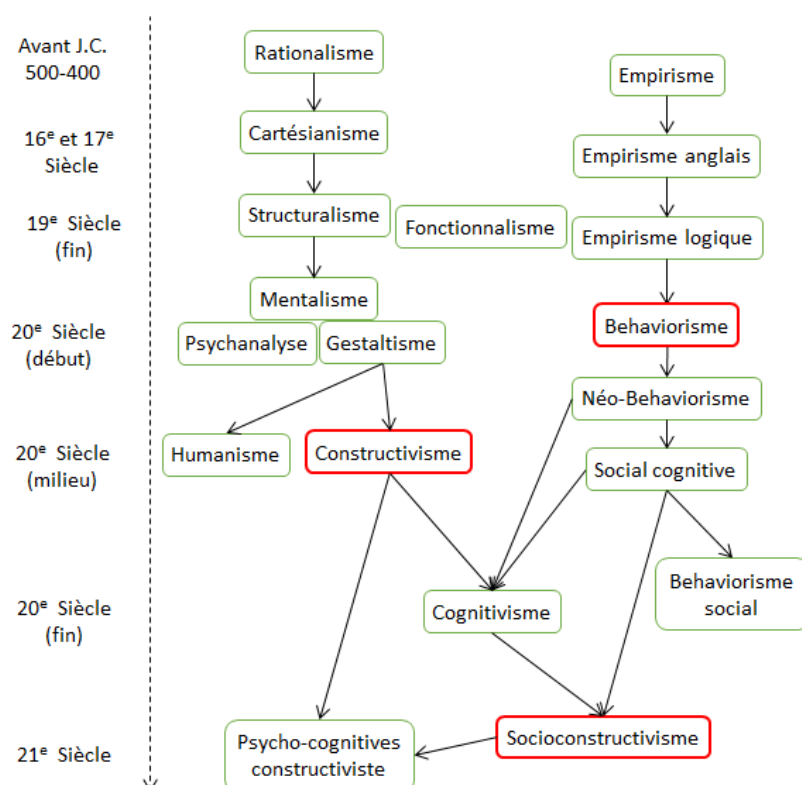 Avant J.C.
500-400
Rationalisme
Empirisme
16e et 17e
Siècle
Cartésianisme
Empirisme anglais
19e Siècle
(fin)
Structuralisme
Fonctionnalisme
Empirisme logique
Mentalisme
20e Siècle
(début)
Psychanalyse
Gestaltisme
Behaviorisme
Néo-Behaviorisme
20e Siècle
(milieu)
Humanisme
Constructivisme
Social cognitive
20e Siècle
(fin)
Cognitivisme
Behaviorisme
social
21e Siècle
Psycho-cognitives
constructiviste
Socioconstructivisme